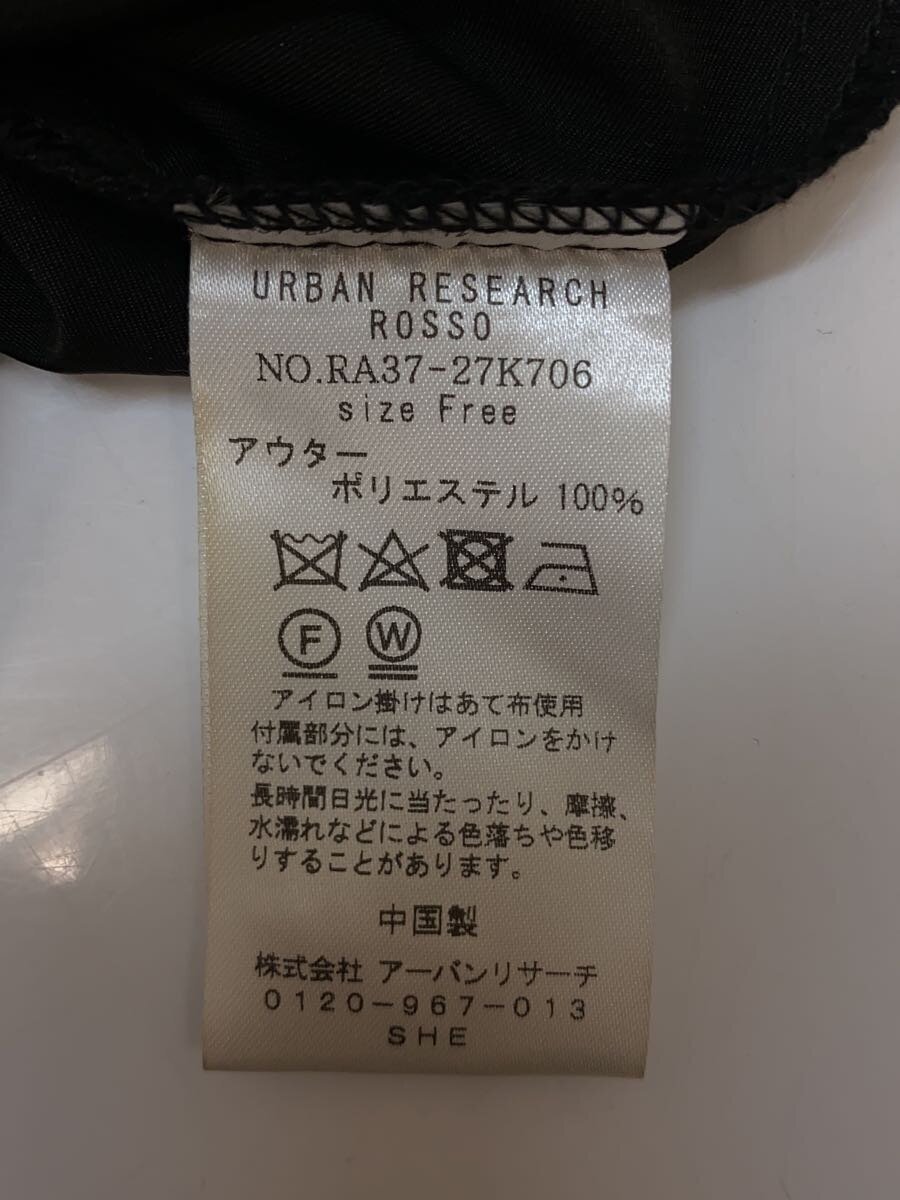 URBAN RESEARCH
ROSSO
NO.RA37-27K706
size Free
アウター
ポリエステル 100%
F W
アイロン掛けはあて布使用
付属部分には、アイロンをかけ
ないでください。
長時間日光に当たったり、摩擦、
水濡れなどによる色落ちや色移
りすることがあります。
中国製
株式会社 アーバンリサーチ
0120-967-013
SHE